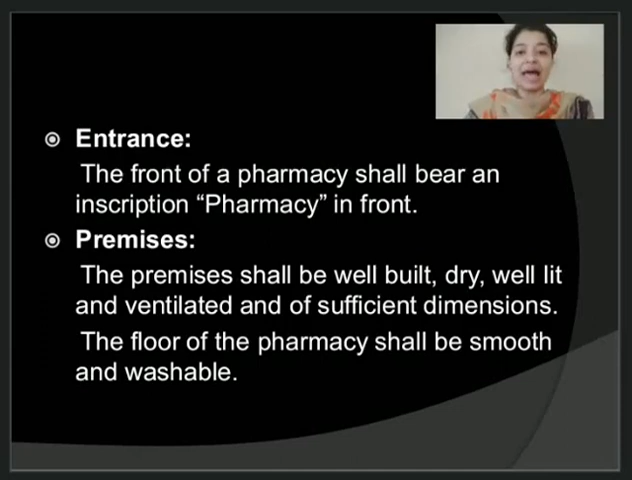 Entrance:
The front of a pharmacy shall bear an
inscription “Pharmacy” in front.
Premises:
The premises shall be well built, dry, well lit
and ventilated and of sufficient dimensions.
The floor of the pharmacy shall be smooth
and washable.